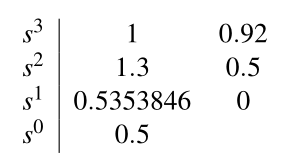 s³ | 1 0.92
s² | 1.3 0.5
s¹ | 0.5353846 0
s⁰ | 0.5